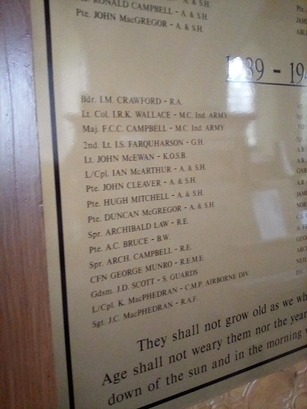 RONALD CAMPBELL - A. & S.H.
Pte. JOHN MacGREGOR - A. & S.H.
Pte.
1939 - 19
Bdr. I.M. CRAWFORD - R.A.
Lt. Col. I.R.K. WALLACE - M.C. Ind. ARMY
Maj. F.C.C. CAMPBELL - M.C. Ind. ARMY
2nd. Lt. I.S. FARQUHARSON - G.H.
Lt. JOHN McEWAN - K.O.S.B.
L/Cpl. IAN McARTHUR - A. & S.H.
Pte. JOHN CLEAVER - A. & S.H.
Pte. HUGH MITCHELL - A. & S.H.
Pte. DUNCAN McGREGOR - A. & S.H.
Spr. ARCHIBALD LAW - R.E.
Pte. A.C. BRUCE - B.W.
Spr. ARCH. CAMPBELL - R.E.
CFN GEORGE MUNRO - R.E.M.E.
Gdsm. J.D. SCOTT - S. GUARDS
L/Cpl. K. MacPHEDRAN - C.M.P. AIRBORNE DIV.
Sgt. J.C. MacPHEDRAN - R.A.F.
They shall not grow old as we
Age shall not weary them nor the
down of the sun and in the morning